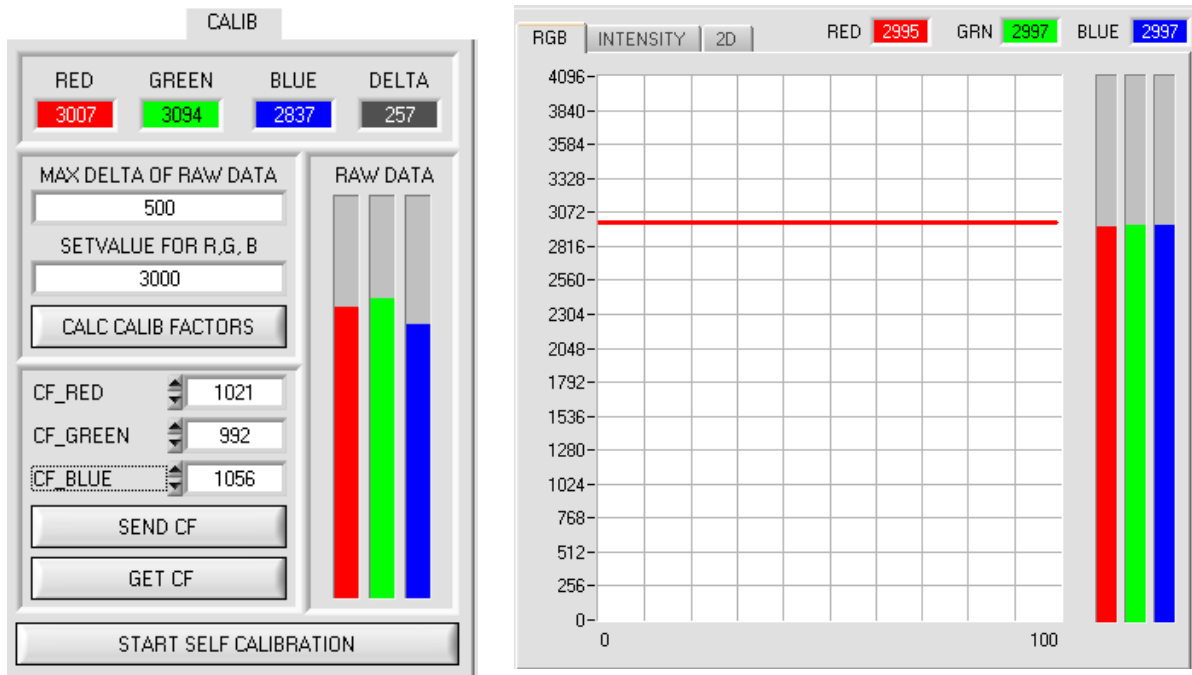 CALIB
RED GREEN BLUE DELTA
3007 3094 2837 257
MAX DELTA OF RAW DATA
500
SETVALUE FOR R,G, B
3000
CALC CALIB FACTORS
RAW DATA
CF_RED 1021
CF_GREEN 992
CF_BLUE 1056
SEND CF
GET CF
START SELF CALIBRATION
RGB INTENSITY 2D RED 2995 GRN 2997 BLUE 2997
4096-
3840-
3584-
3328-
3072-
2816-
2560-
2304-
2048-
1792-
1536-
1280-
1024-
768-
512-
256-
0-
0 100